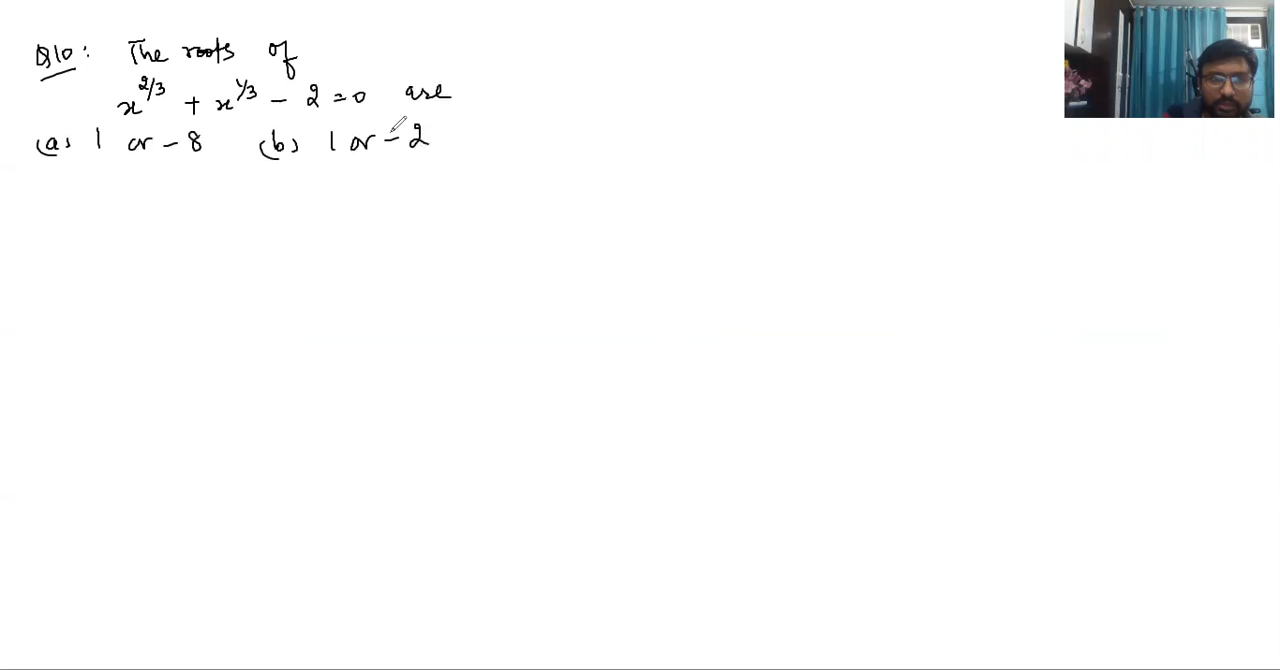 Q10: The roots of
x^{2/3} + x^{1/3} - 2 = 0 are
(a) 1 or -8 (b) 1 or -2